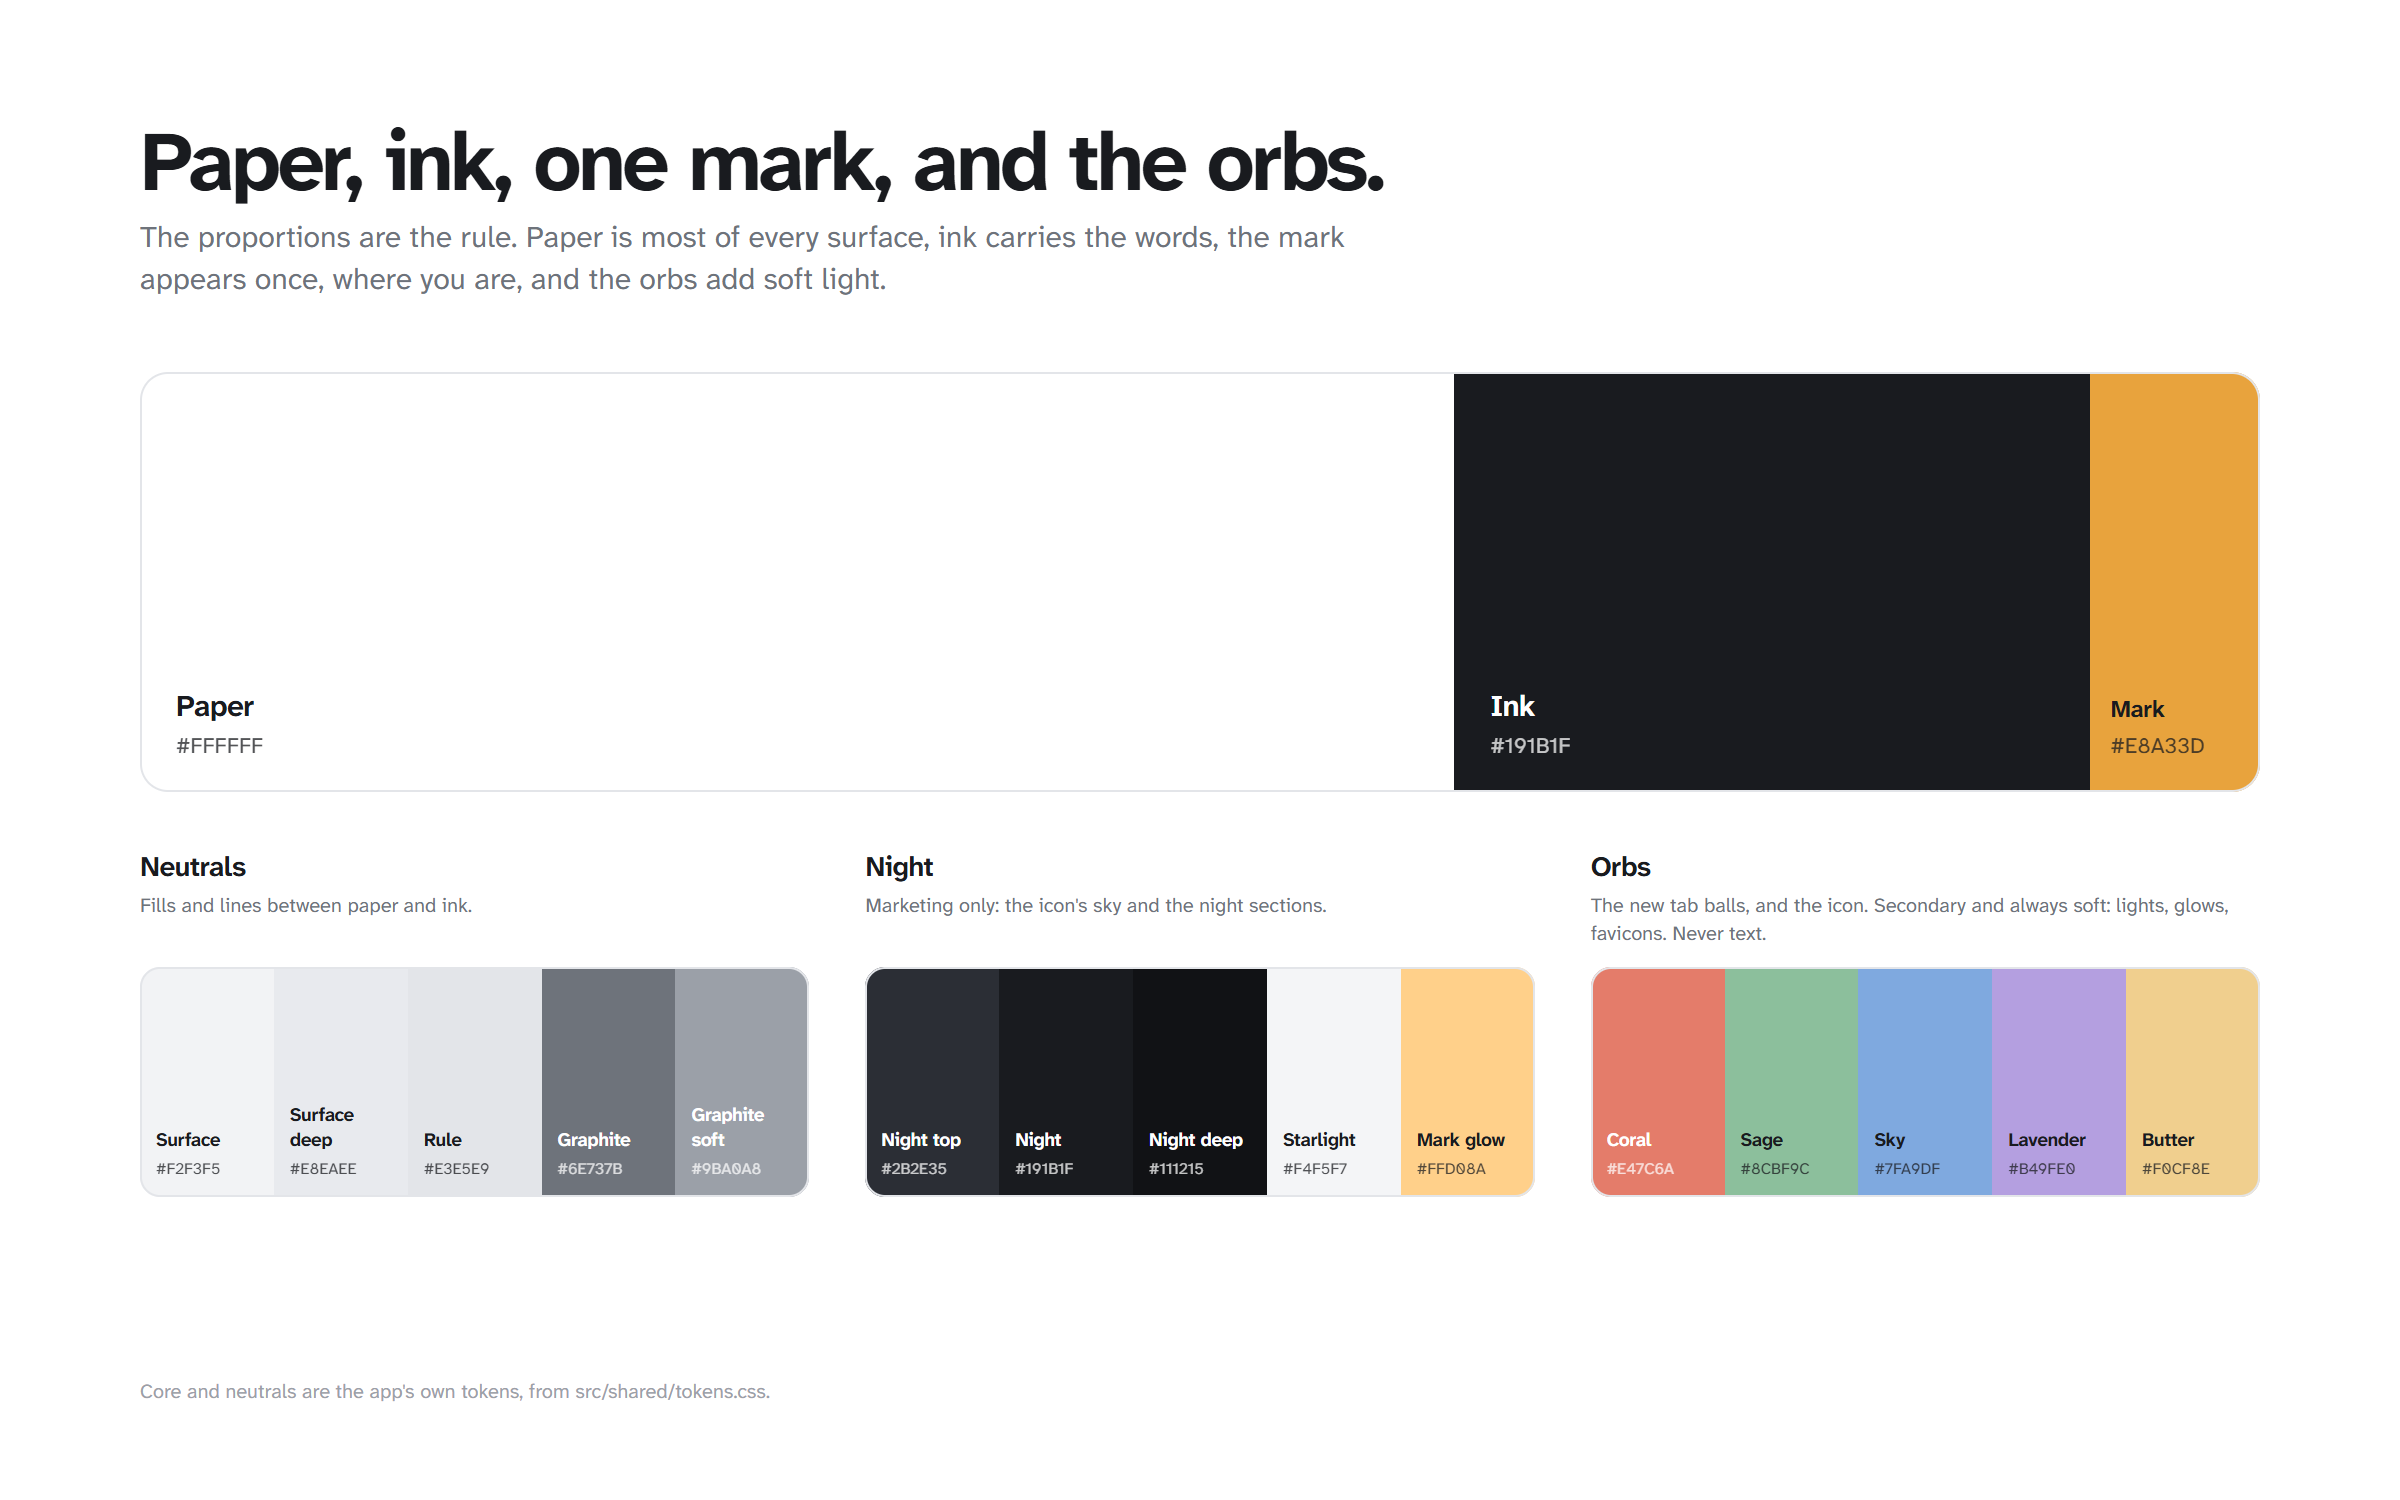 Paper, ink, one mark, and the orbs.
The proportions are the rule. Paper is most of every surface, ink carries the words, the mark
appears once, where you are, and the orbs add soft light.
Paper
#FFFFFF
Ink
#191B1F
Mark
#E8A33D
Neutrals
Fills and lines between paper and ink.
Surface
#F2F3F5
Surface
deep
#E8EAEE
Rule
#E3E5E9
Graphite
#6E737B
Graphite
soft
#9BA0A8
Night
Marketing only: the icon's sky and the night sections.
Night top
#2B2E35
Night
#191B1F
Night deep
#111215
Starlight
#F4F5F7
Mark glow
#FFD08A
Orbs
The new tab balls, and the icon. Secondary and always soft: lights, glows,
favicons. Never text.
Coral
#E47C6A
Sage
#8CBF9C
Sky
#7FA9DF
Lavender
#B49FE0
Butter
#F0CF8E
Core and neutrals are the app's own tokens, from src/shared/tokens.css.